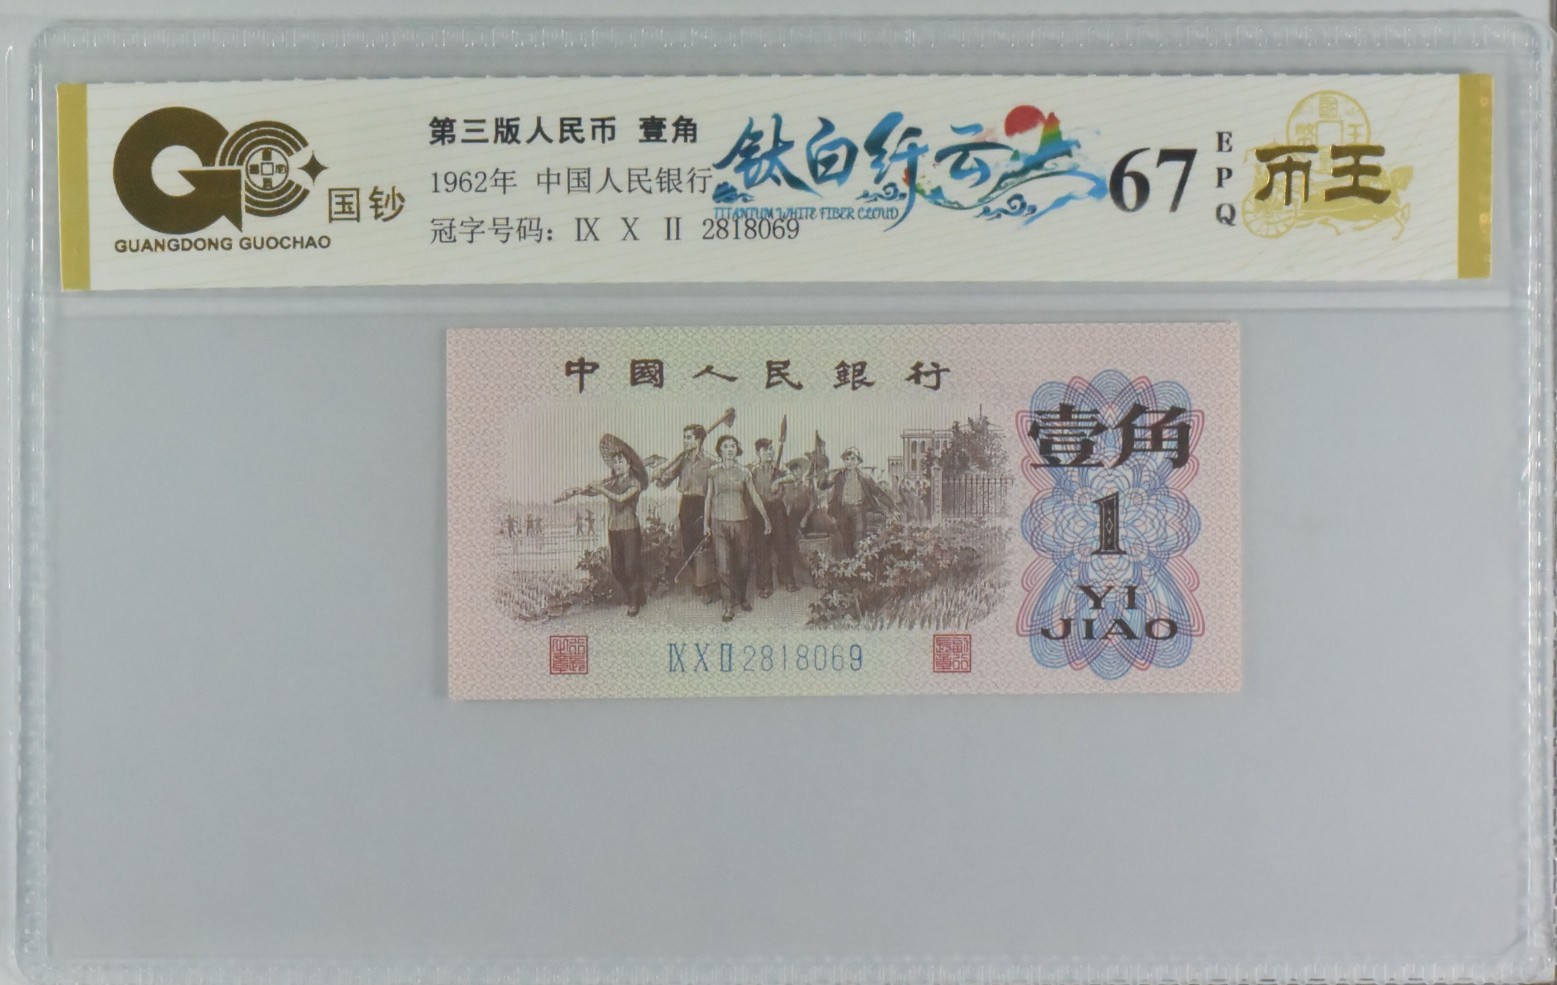 GC
国钞
GUANGDONG GUOCHAO
第三版人民币 壹角
1962年 中国人民银行
冠字号码：Ⅸ Ⅹ Ⅱ 2818069
钛白纤云
TITANIUM WHITE FIBER CLOUD
67
E
P
Q
币王
中國人民銀行
壹角
1
YI
JIAO
ⅨⅩⅡ2818069